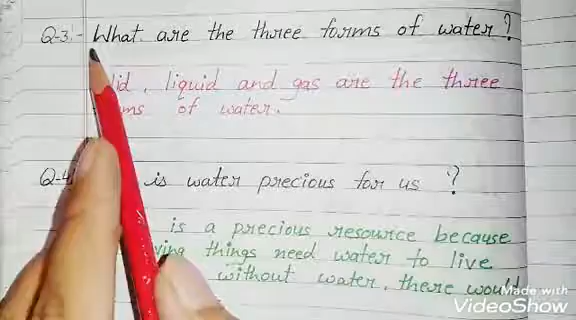 Q-3:- What are the three forms of water?
lid, liquid and gas are the three
ms of water.
Q-4 is water precious for us ?
is a precious resource because
ving things need water to live
without water, there would
Made with
VideoShow